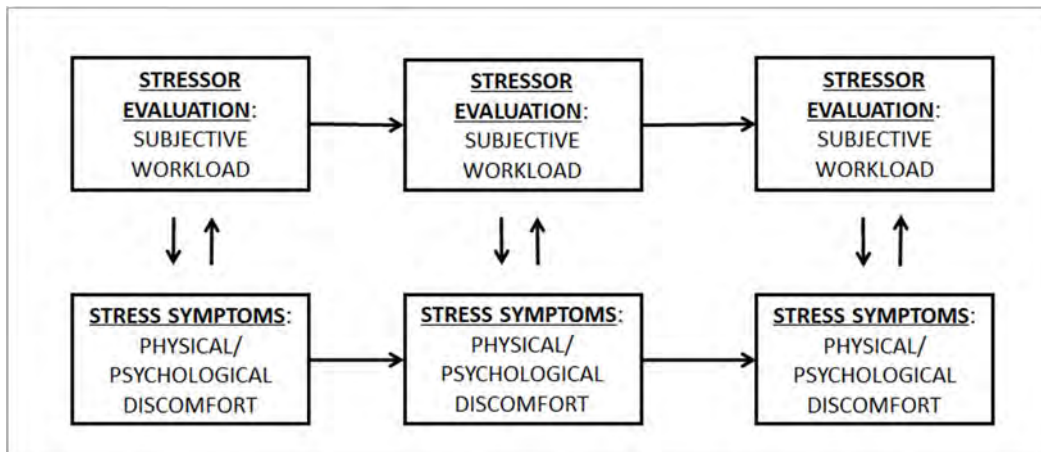 STRESSOR
EVALUATION:
SUBJECTIVE
WORKLOAD
STRESSOR
EVALUATION:
SUBJECTIVE
WORKLOAD
STRESSOR
EVALUATION:
SUBJECTIVE
WORKLOAD
STRESS SYMPTOMS:
PHYSICAL/
PSYCHOLOGICAL
DISCOMFORT
STRESS SYMPTOMS:
PHYSICAL/
PSYCHOLOGICAL
DISCOMFORT
STRESS SYMPTOMS:
PHYSICAL/
PSYCHOLOGICAL
DISCOMFORT